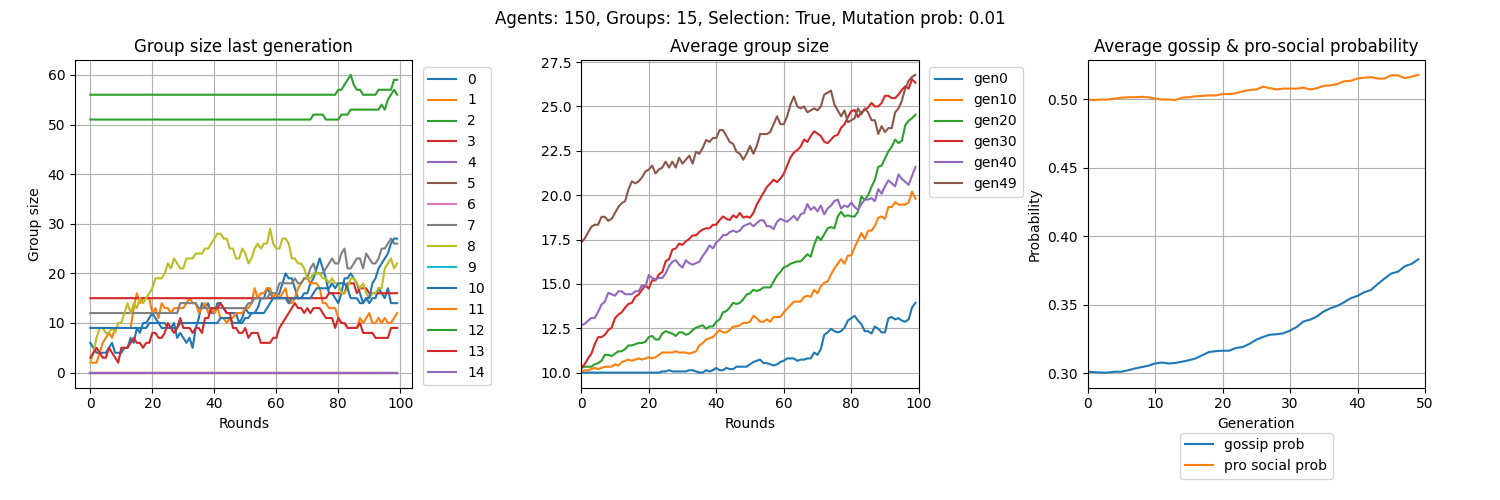 Agents: 150, Groups: 15, Selection: True, Mutation prob: 0.01
Group size last generation
Group size
60
50
40
30
20
10
0
0 20 40 60 80 100
Rounds
0
1
2
3
4
5
6
7
8
9
10
11
12
13
14
Average group size
27.5
25.0
22.5
20.0
17.5
15.0
12.5
10.0
0 20 40 60 80 100
Rounds
gen0
gen10
gen20
gen30
gen40
gen49
Average gossip & pro-social probability
Probability
0.50
0.45
0.40
0.35
0.30
0 10 20 30 40 50
Generation
gossip prob
pro social prob